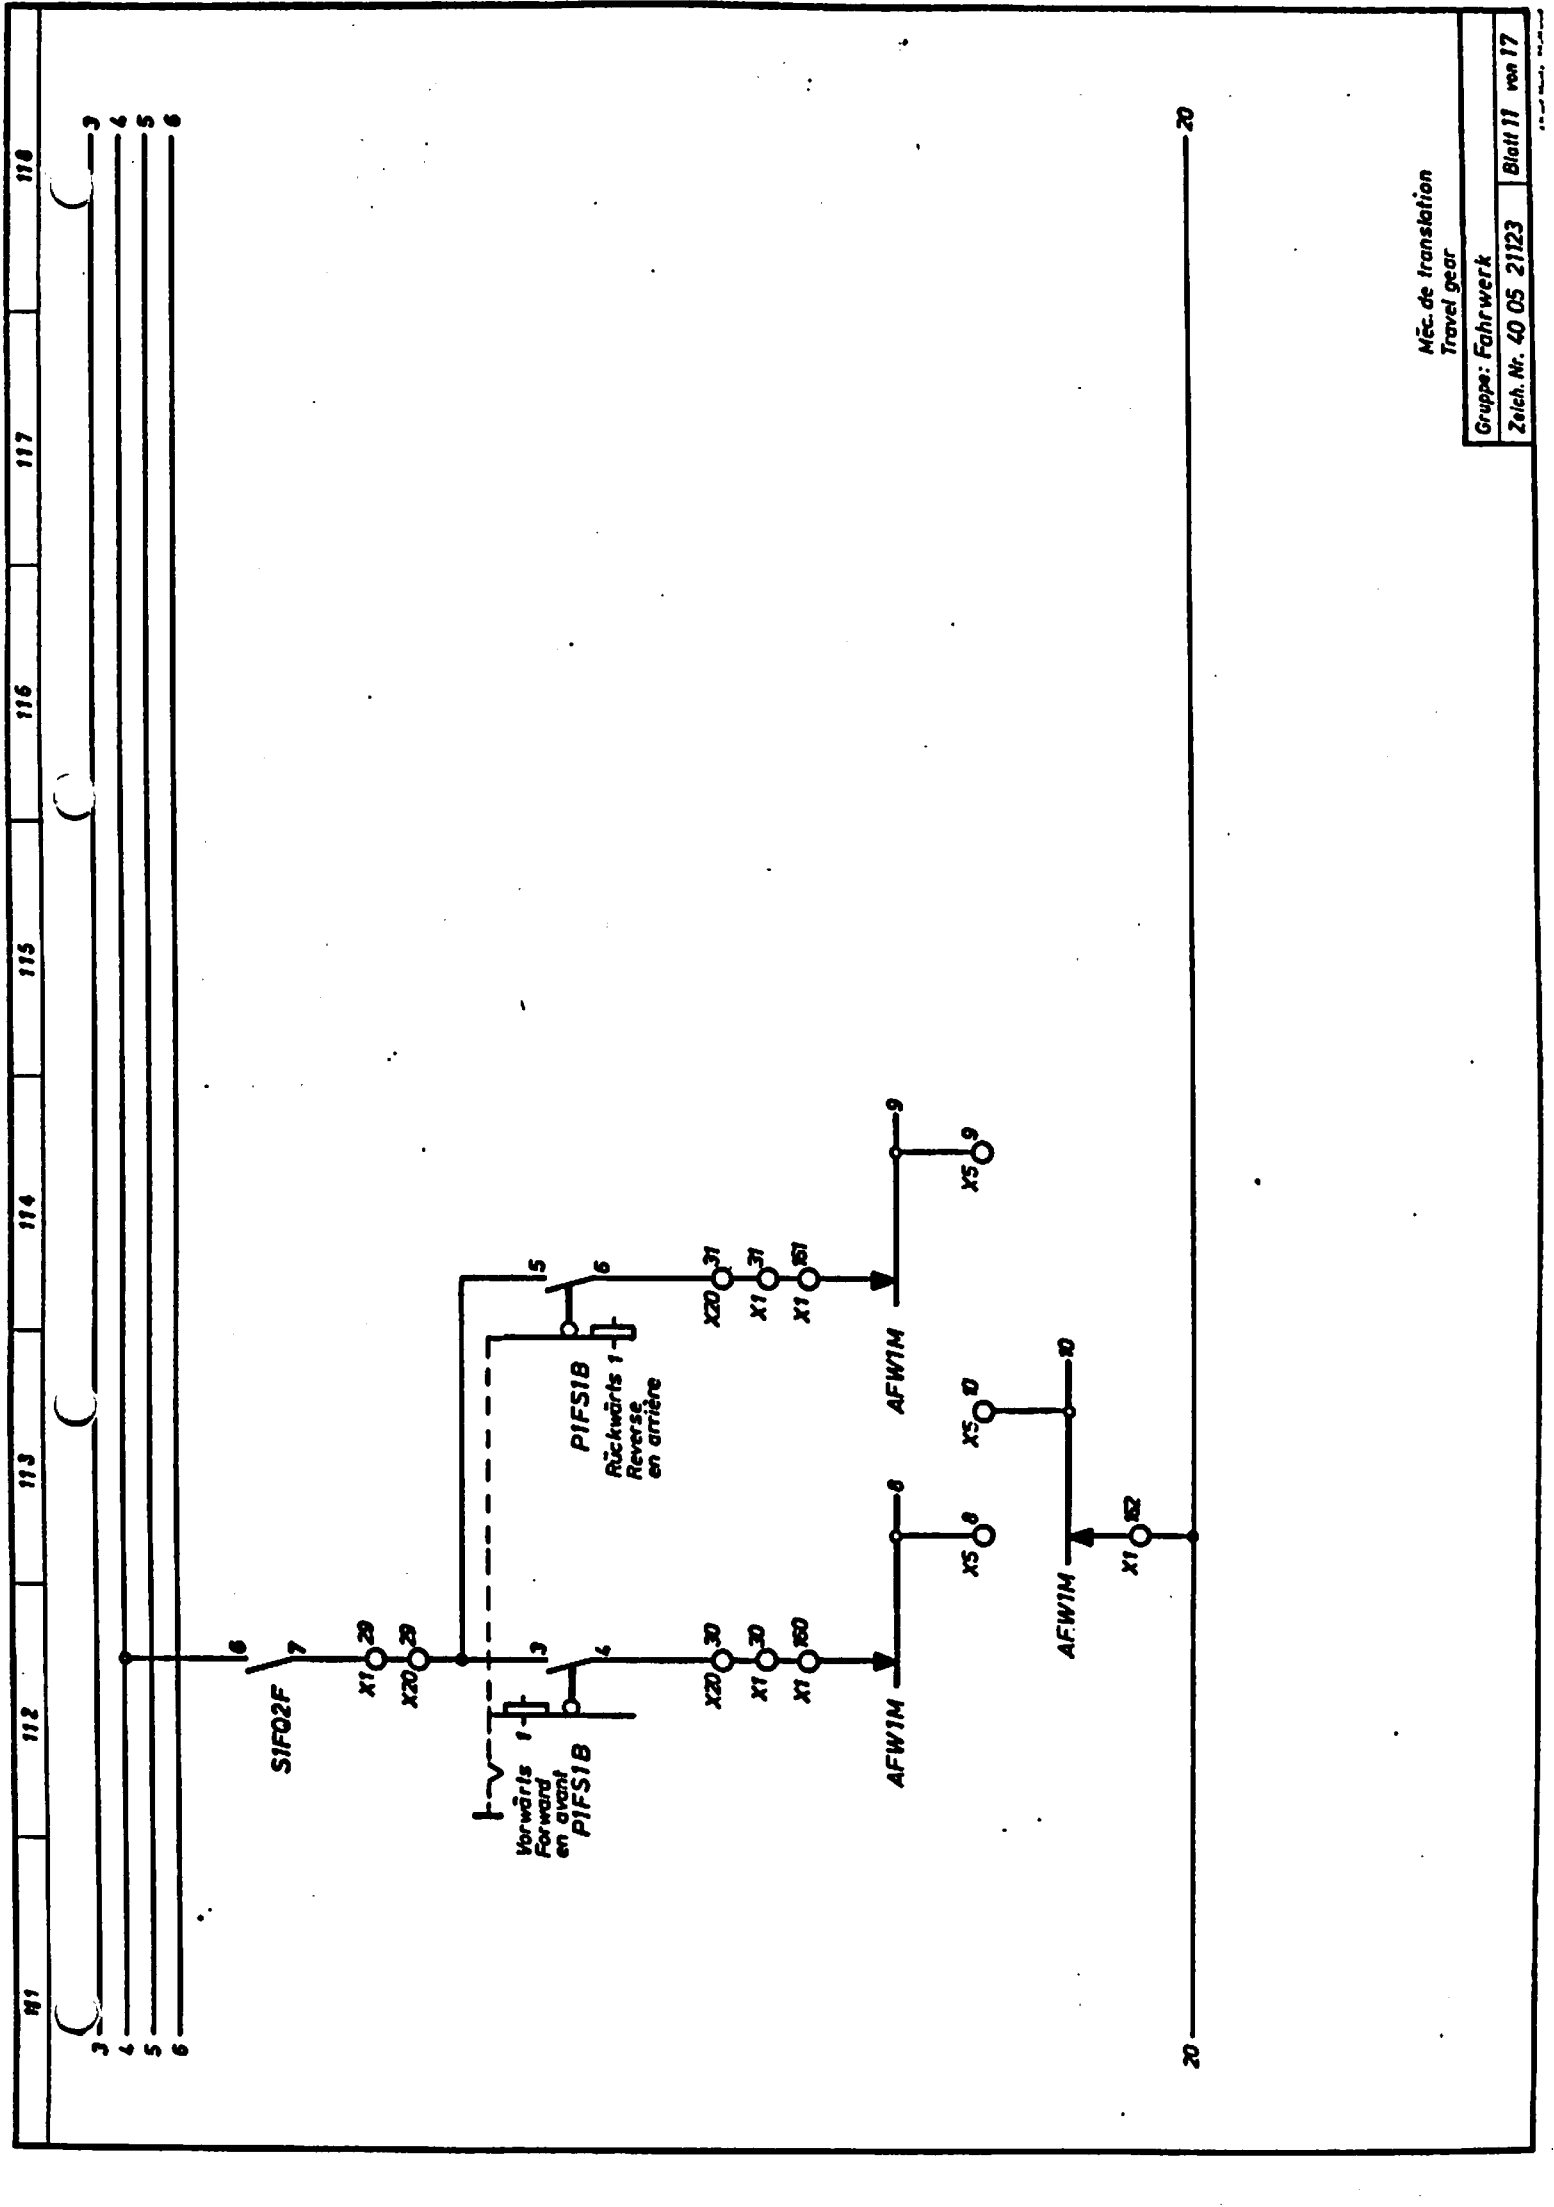 111 112 113 114 115 116 117 118
3 3
4 4
5 5
6 6
6
S1FQ2F
7
X1 29
X20 29
Vorwärts 1
Forward
en avant
P1FS1B
3
4
P1FS1B
Rückwärts 1
Reverse
en arrière
5
6
X20 30
X1 30
X1 160
X20 31
X1 31
X1 161
AFW1M 8
AFW1M 9
X5 8
X5 10
X5 9
AFW1M 10
X1 162
20 20
Méc. de translation
Travel gear
Gruppe: Fahrwerk
Zeich. Nr. 40 05 21123 Blatt 11 von 17